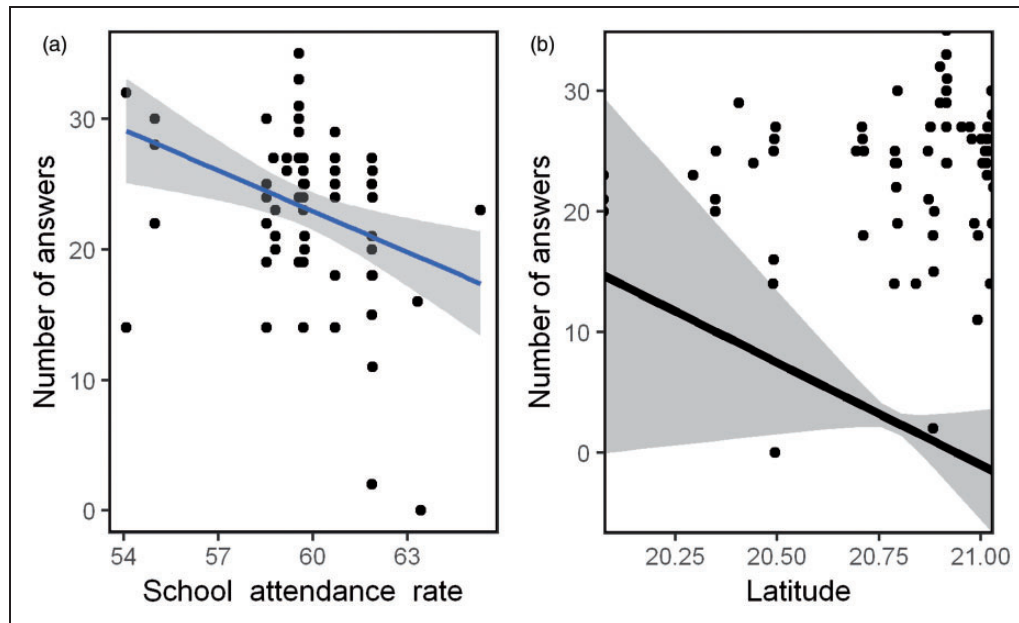 (a)
Number of answers
30
20
10
0
54 57 60 63
School attendance rate
(b)
Number of answers
30
20
10
0
20.25 20.50 20.75 21.00
Latitude